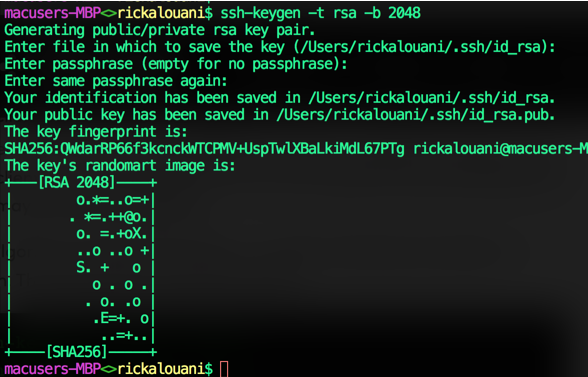 macusers-MBP<>rickalouani$ ssh-keygen -t rsa -b 2048
Generating public/private rsa key pair.
Enter file in which to save the key (/Users/rickalouani/.ssh/id_rsa):
Enter passphrase (empty for no passphrase):
Enter same passphrase again:
Your identification has been saved in /Users/rickalouani/.ssh/id_rsa.
Your public key has been saved in /Users/rickalouani/.ssh/id_rsa.pub.
The key fingerprint is:
SHA256:QWdarRP66f3kcnckWTCPMV+UspTwlXBaLkiMdL67PTg rickalouani@macusers-M
The key's randomart image is:
+---[RSA 2048]----+
|        o.*=..o=+|
|       . *=.++@o.|
|        o. =.+oX.|
|        ..o ..o +|
|        S. +   o |
|          o . o .|
|         . o. .o |
|          .E=+. o|
|           ..=+..|
+----[SHA256]-----+
macusers-MBP<>rickalouani$